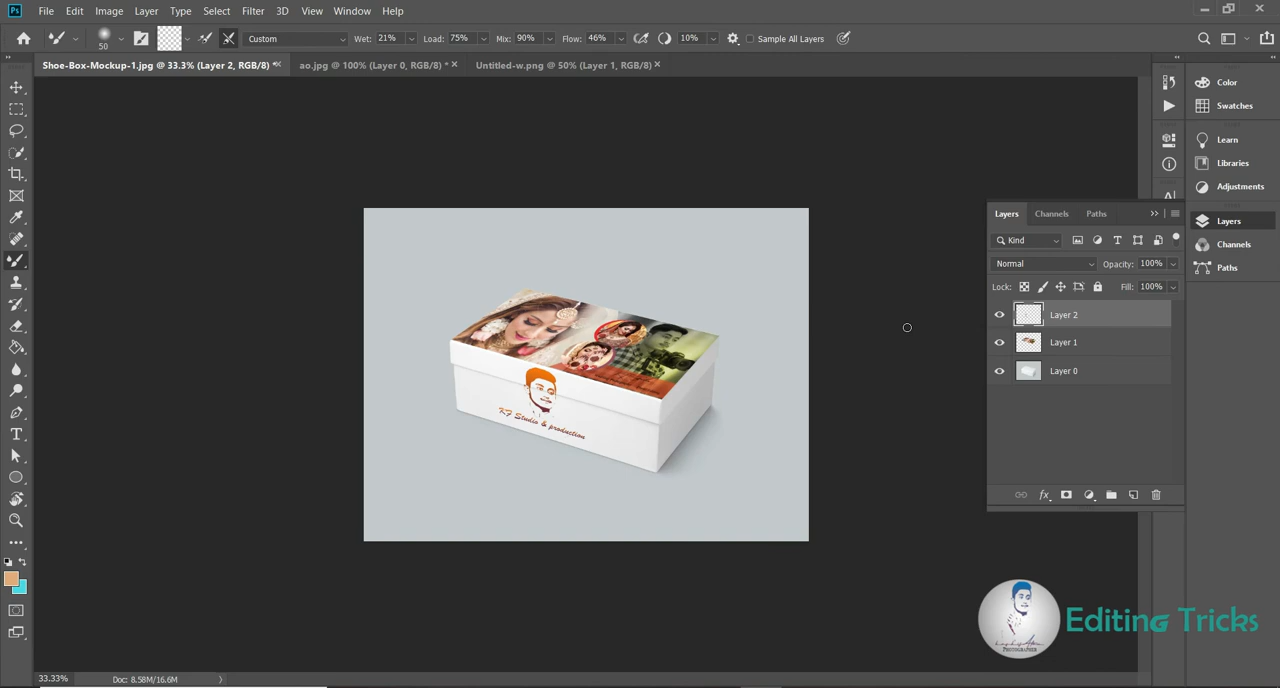 Ps File Edit Image Layer Type Select Filter 3D View Window Help
50 Custom Wet: 21% Load: 75% Mix: 90% Flow: 46% 10% Sample All Layers
Shoe-Box-Mockup-1.jpg @ 33.3% (Layer 2, RGB/8) * × ao.jpg @ 100% (Layer 0, RGB/8) * × Untitled-w.png @ 50% (Layer 1, RGB/8) ×
Color
Swatches
Learn
Libraries
Adjustments
Layers
Channels
Paths
Layers Channels Paths
Kind
Normal Opacity: 100%
Lock: Fill: 100%
Layer 2
Layer 1
Layer 0
KF Studio & production
Editing Tricks
PHOTOGRAPHER
33.33% Doc: 8.58M/16.6M